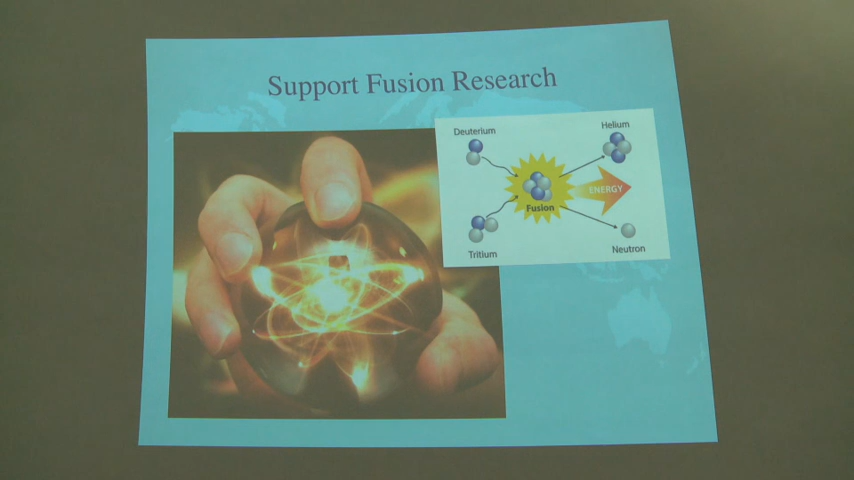 Support Fusion Research
Deuterium
Helium
ENERGY
Fusion
Tritium
Neutron